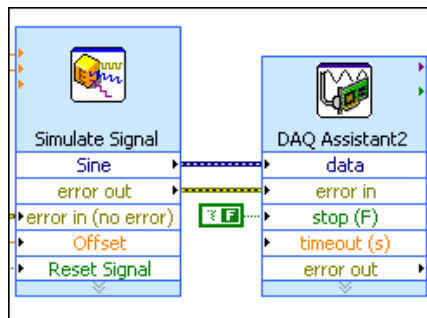 Simulate Signal
Sine
error out
error in (no error)
Offset
Reset Signal
F
DAQ Assistant2
data
error in
stop (F)
timeout (s)
error out